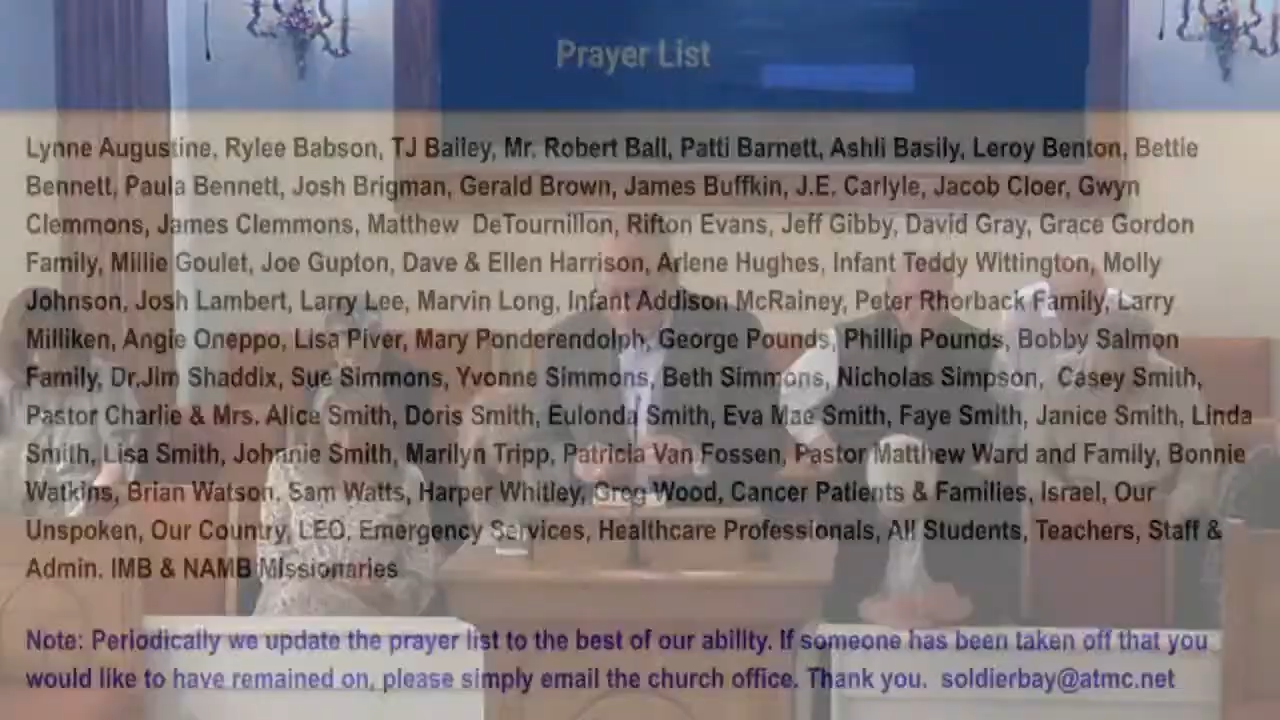 Prayer List
Lynne Augustine, Rylee Babson, TJ Bailey, Mr. Robert Ball, Patti Barnett, Ashli Basily, Leroy Benton, Bettie
Bennett, Paula Bennett, Josh Brigman, Gerald Brown, James Buffkin, J.E. Carlyle, Jacob Cloer, Gwyn
Clemmons, James Clemmons, Matthew DeTournillon, Rifton Evans, Jeff Gibby, David Gray, Grace Gordon
Family, Millie Goulet, Joe Gupton, Dave & Ellen Harrison, Arlene Hughes, Infant Teddy Wittington, Molly
Johnson, Josh Lambert, Larry Lee, Marvin Long, Infant Addison McRainey, Peter Rhorback Family, Larry
Milliken, Angie Oneppo, Lisa Piver, Mary Ponderendolph, George Pounds, Phillip Pounds, Bobby Salmon
Family, Dr.Jim Shaddix, Sue Simmons, Yvonne Simmons, Beth Simmons, Nicholas Simpson, Casey Smith,
Pastor Charlie & Mrs. Alice Smith, Doris Smith, Eulonda Smith, Eva Mae Smith, Faye Smith, Janice Smith, Linda
Smith, Lisa Smith, Johnnie Smith, Marilyn Tripp, Patricia Van Fossen, Pastor Matthew Ward and Family, Bonnie
Watkins, Brian Watson, Sam Watts, Harper Whitley, Greg Wood, Cancer Patients & Families, Israel, Our
Unspoken, Our Country, LEO, Emergency Services, Healthcare Professionals, All Students, Teachers, Staff &
Admin. IMB & NAMB Missionaries
Note: Periodically we update the prayer list to the best of our ability. If someone has been taken off that you
would like to have remained on, please simply email the church office. Thank you. soldierbay@atmc.net